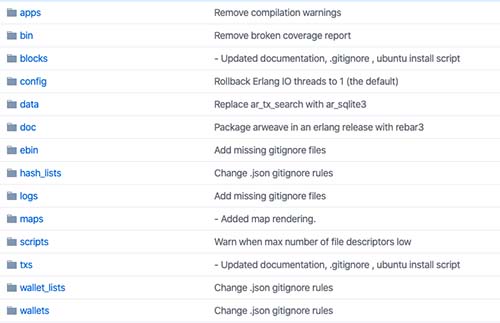 apps Remove compilation warnings
bin Remove broken coverage report
blocks - Updated documentation, .gitignore , ubuntu install script
config Rollback Erlang IO threads to 1 (the default)
data Replace ar_tx_search with ar_sqlite3
doc Package arweave in an erlang release with rebar3
ebin Add missing gitignore files
hash_lists Change .json gitignore rules
logs Add missing gitignore files
maps - Added map rendering.
scripts Warn when max number of file descriptors low
txs - Updated documentation, .gitignore , ubuntu install script
wallet_lists Change .json gitignore rules
wallets Change .json gitignore rules